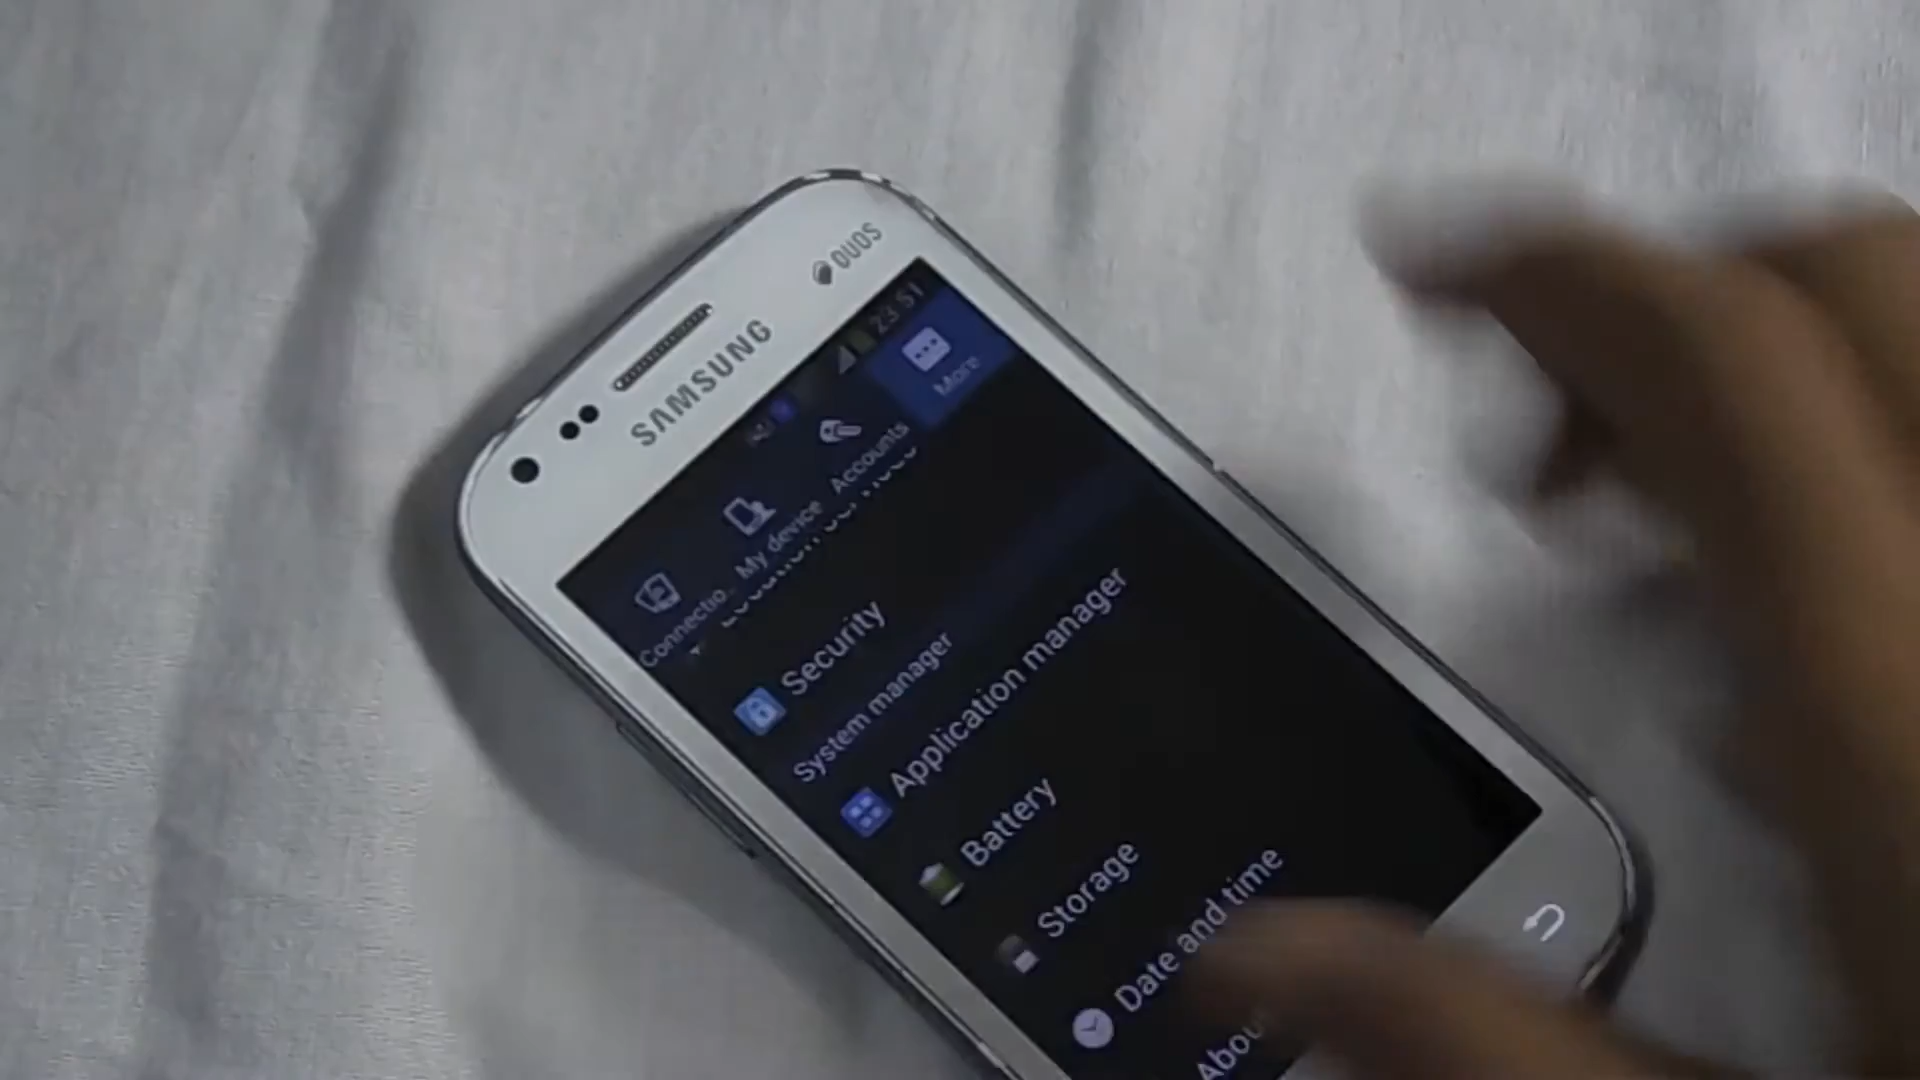 DUOS
SAMSUNG
23:51
Connectio..
My device
Accounts
More
Security
System manager
Application manager
Battery
Storage
Date and time
Abou